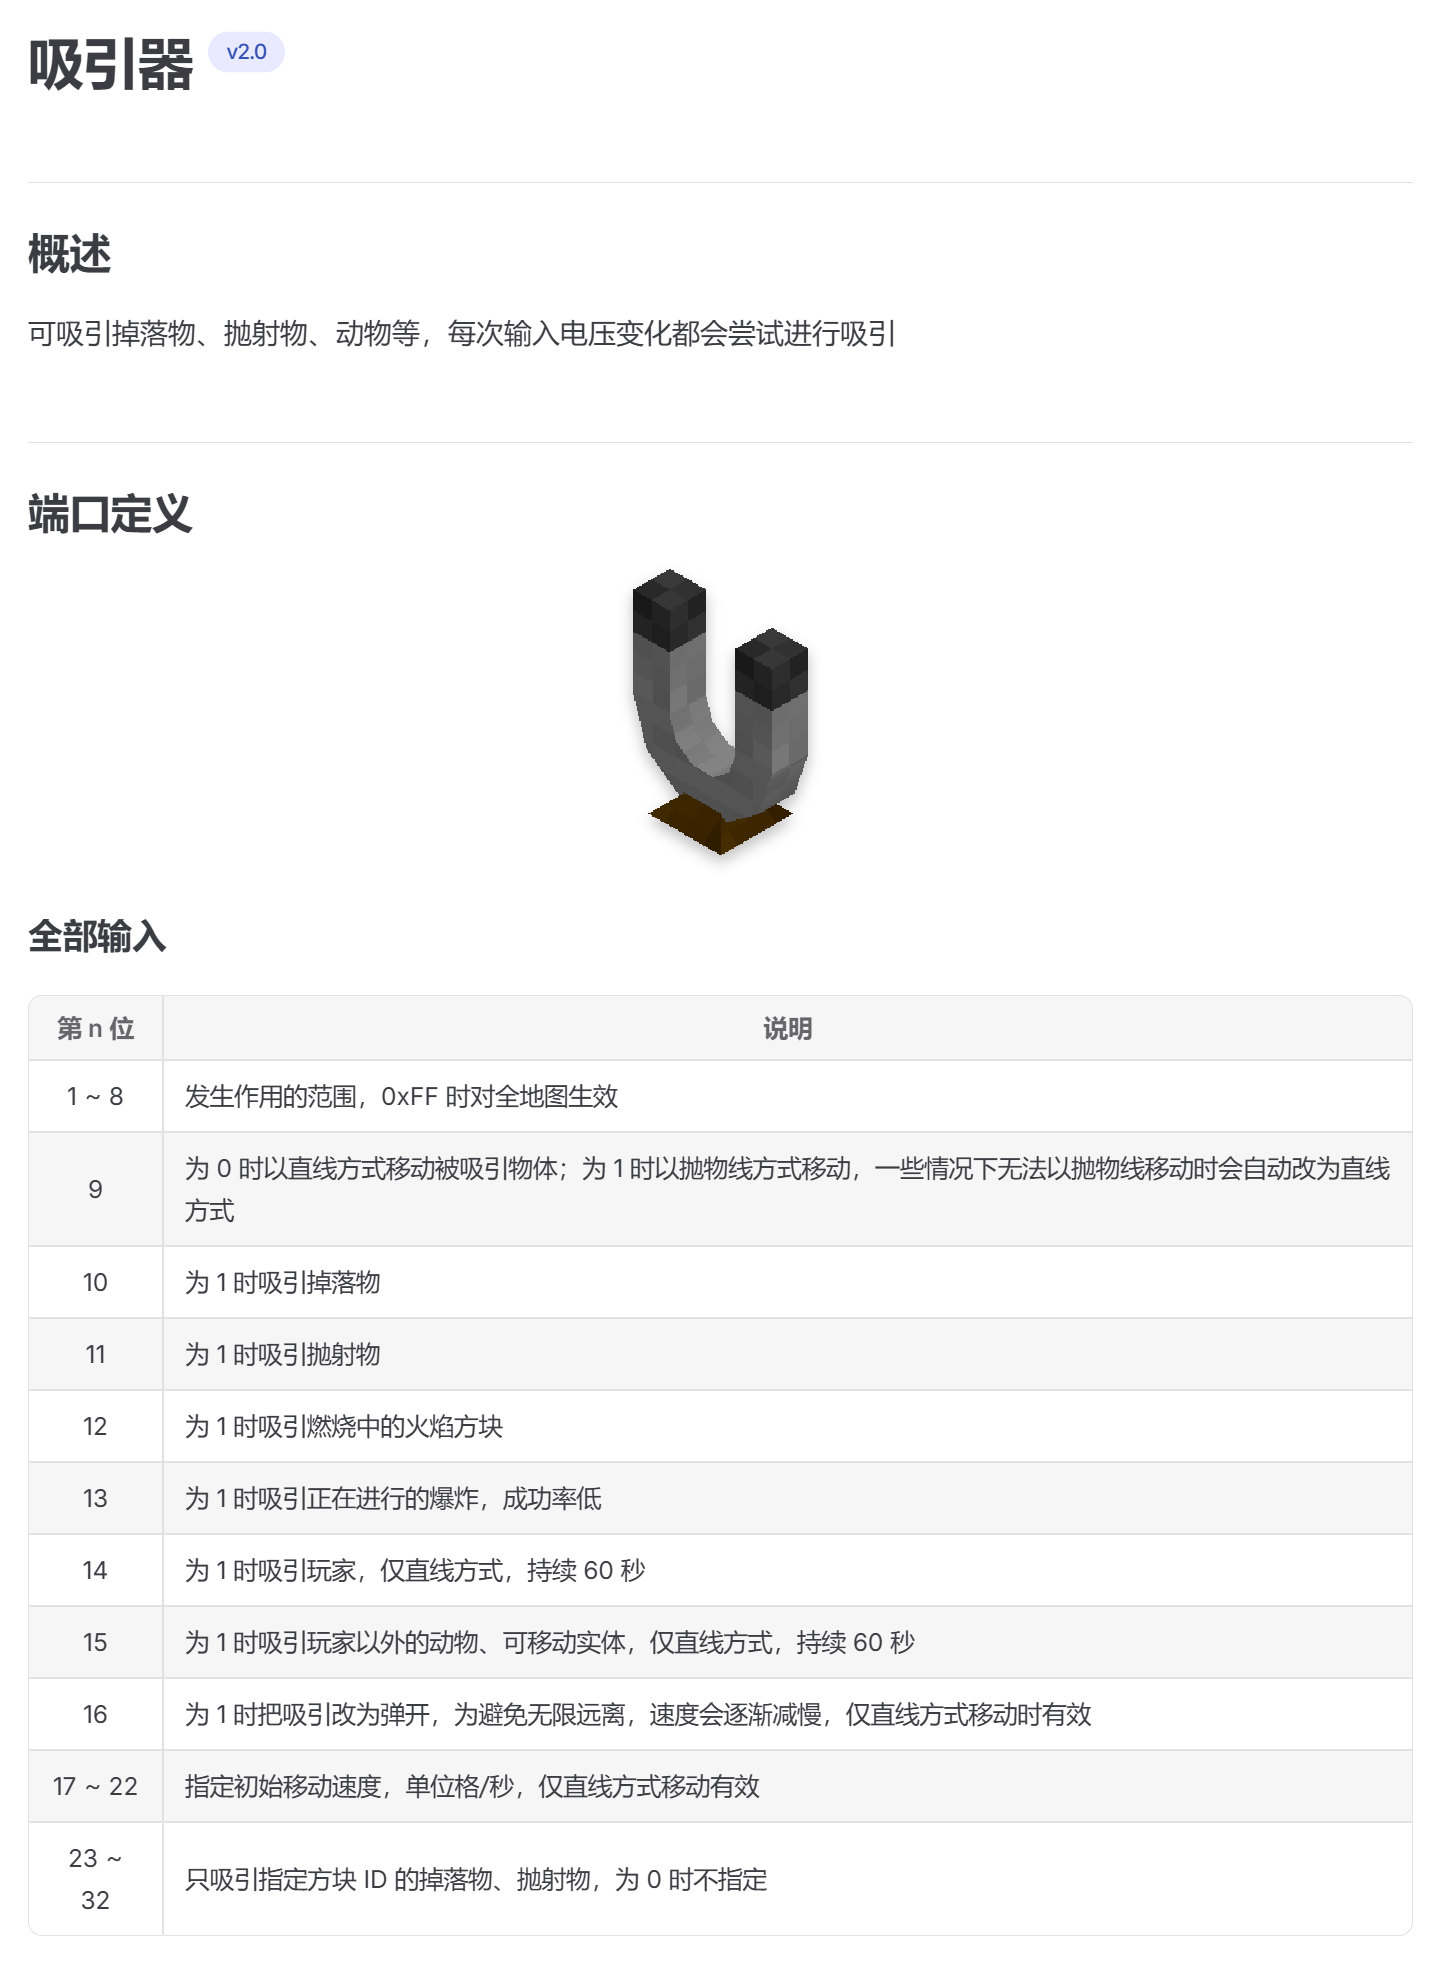 吸引器 v2.0
概述
可吸引掉落物、抛射物、动物等，每次输入电压变化都会尝试进行吸引
端口定义
全部输入
第 n 位 说明
1 ~ 8 发生作用的范围，0xFF 时对全地图生效
9 为 0 时以直线方式移动被吸引物体；为 1 时以抛物线方式移动，一些情况下无法以抛物线移动时会自动改为直线
方式
10 为 1 时吸引掉落物
11 为 1 时吸引抛射物
12 为 1 时吸引燃烧中的火焰方块
13 为 1 时吸引正在进行的爆炸，成功率低
14 为 1 时吸引玩家，仅直线方式，持续 60 秒
15 为 1 时吸引玩家以外的动物、可移动实体，仅直线方式，持续 60 秒
16 为 1 时把吸引改为弹开，为避免无限远离，速度会逐渐减慢，仅直线方式移动时有效
17 ~ 22 指定初始移动速度，单位格/秒，仅直线方式移动有效
23 ~
32 只吸引指定方块 ID 的掉落物、抛射物，为 0 时不指定